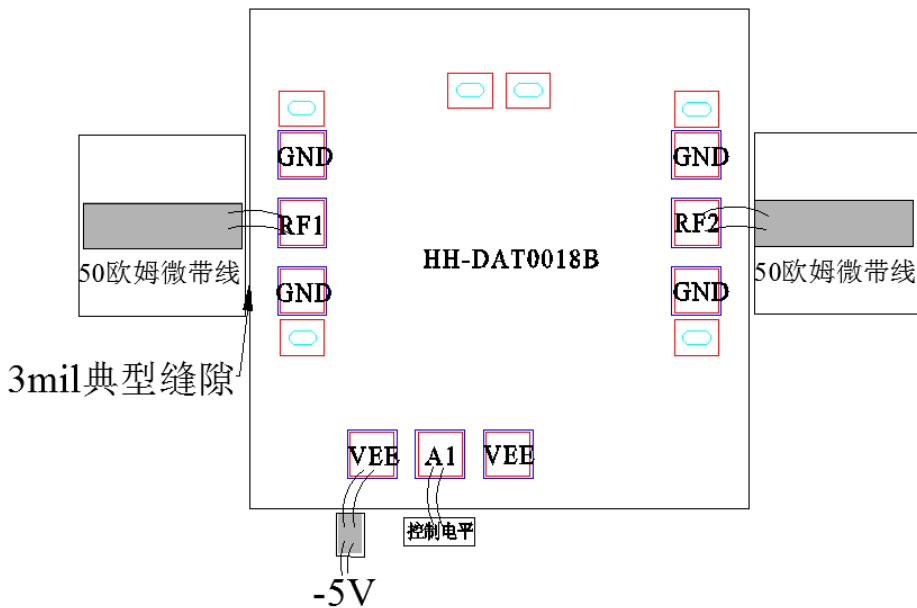 GND
GND
RF1
RF2
HH-DAT0018B
50欧姆微带线
50欧姆微带线
GND
GND
3mil典型缝隙
VEE
A1
VEE
控制电平
-5V